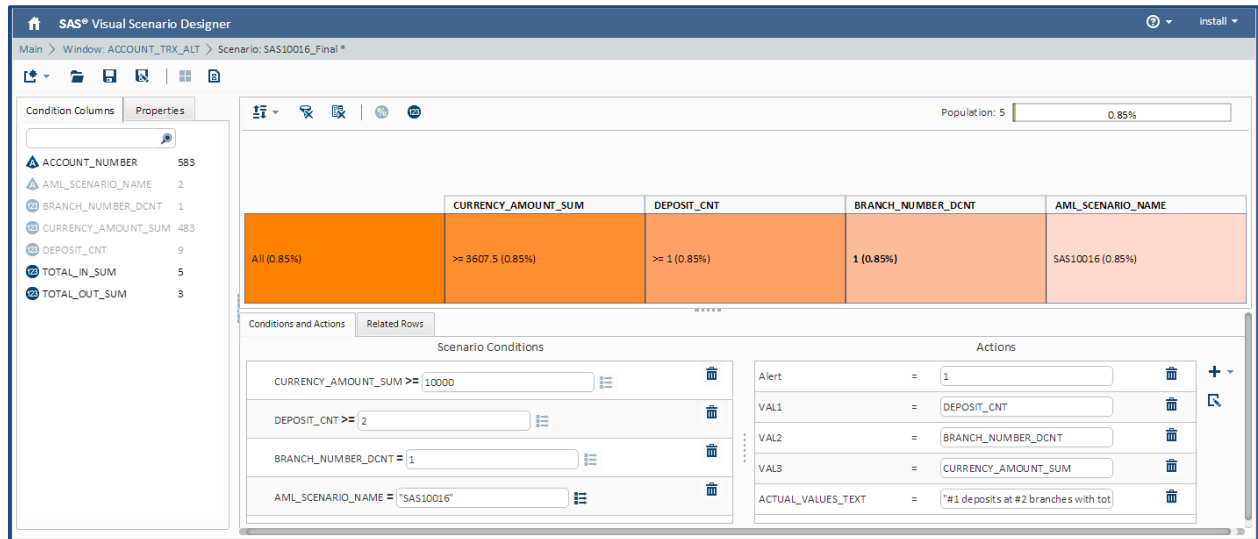 SAS® Visual Scenario Designer
install
Main > Window: ACCOUNT_TRX_ALT > Scenario: SAS10016_Final *
Condition Columns Properties
Population: 5 0.85%
ACCOUNT_NUMBER 583
AML_SCENARIO_NAME 2
BRANCH_NUMBER_DCNT 1
CURRENCY_AMOUNT_SUM 483
DEPOSIT_CNT 9
TOTAL_IN_SUM 5
TOTAL_OUT_SUM 3
CURRENCY_AMOUNT_SUM DEPOSIT_CNT BRANCH_NUMBER_DCNT AML_SCENARIO_NAME
All (0.85%) >= 3607.5 (0.85%) >= 1 (0.85%) 1 (0.85%) SAS10016 (0.85%)
Conditions and Actions Related Rows
Scenario Conditions
CURRENCY_AMOUNT_SUM >= 10000
DEPOSIT_CNT >= 2
BRANCH_NUMBER_DCNT = 1
AML_SCENARIO_NAME = "SAS10016"
Actions
Alert = 1
VAL1 = DEPOSIT_CNT
VAL2 = BRANCH_NUMBER_DCNT
VAL3 = CURRENCY_AMOUNT_SUM
ACTUAL_VALUES_TEXT = "#1 deposits at #2 branches with tot